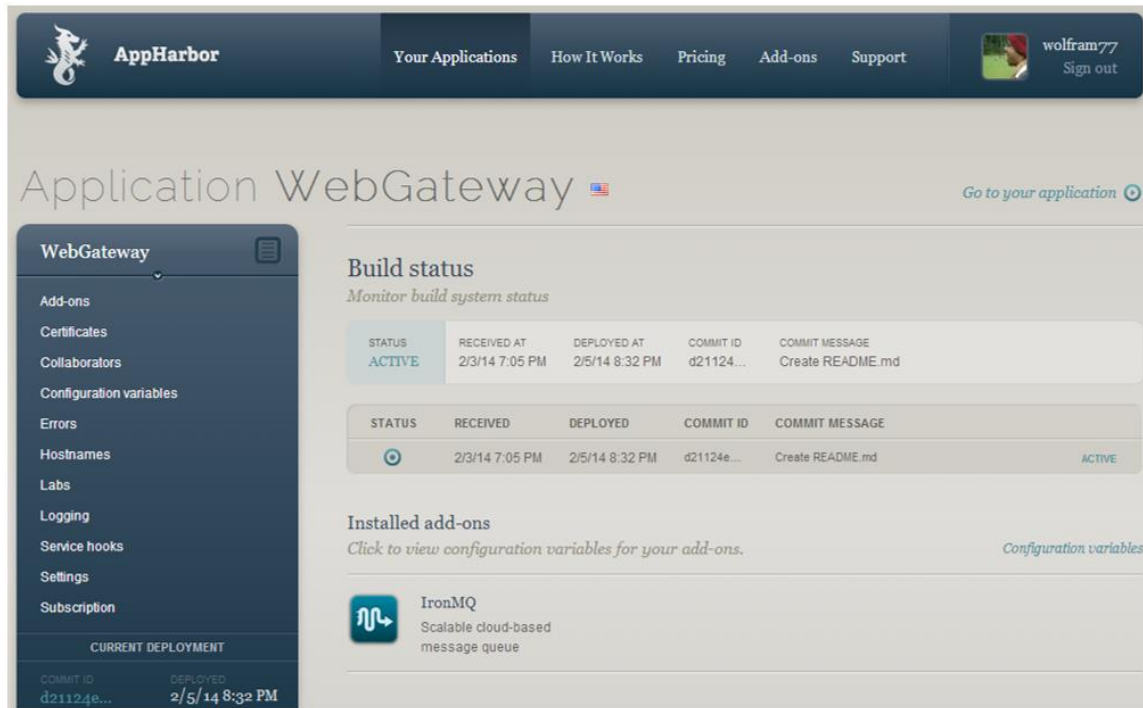 AppHarbor
Your Applications How It Works Pricing Add-ons Support
wolfram77
Sign out
Application WebGateway
Go to your application
WebGateway
Add-ons
Certificates
Collaborators
Configuration variables
Errors
Hostnames
Labs
Logging
Service hooks
Settings
Subscription
CURRENT DEPLOYMENT
COMMIT ID DEPLOYED
d21124e... 2/5/14 8:32 PM
Build status
Monitor build system status
STATUS RECEIVED AT DEPLOYED AT COMMIT ID COMMIT MESSAGE
ACTIVE 2/3/14 7:05 PM 2/5/14 8:32 PM d21124... Create README.md
STATUS RECEIVED DEPLOYED COMMIT ID COMMIT MESSAGE
2/3/14 7:05 PM 2/5/14 8:32 PM d21124e... Create README.md ACTIVE
Installed add-ons
Click to view configuration variables for your add-ons. Configuration variables
IronMQ
Scalable cloud-based
message queue